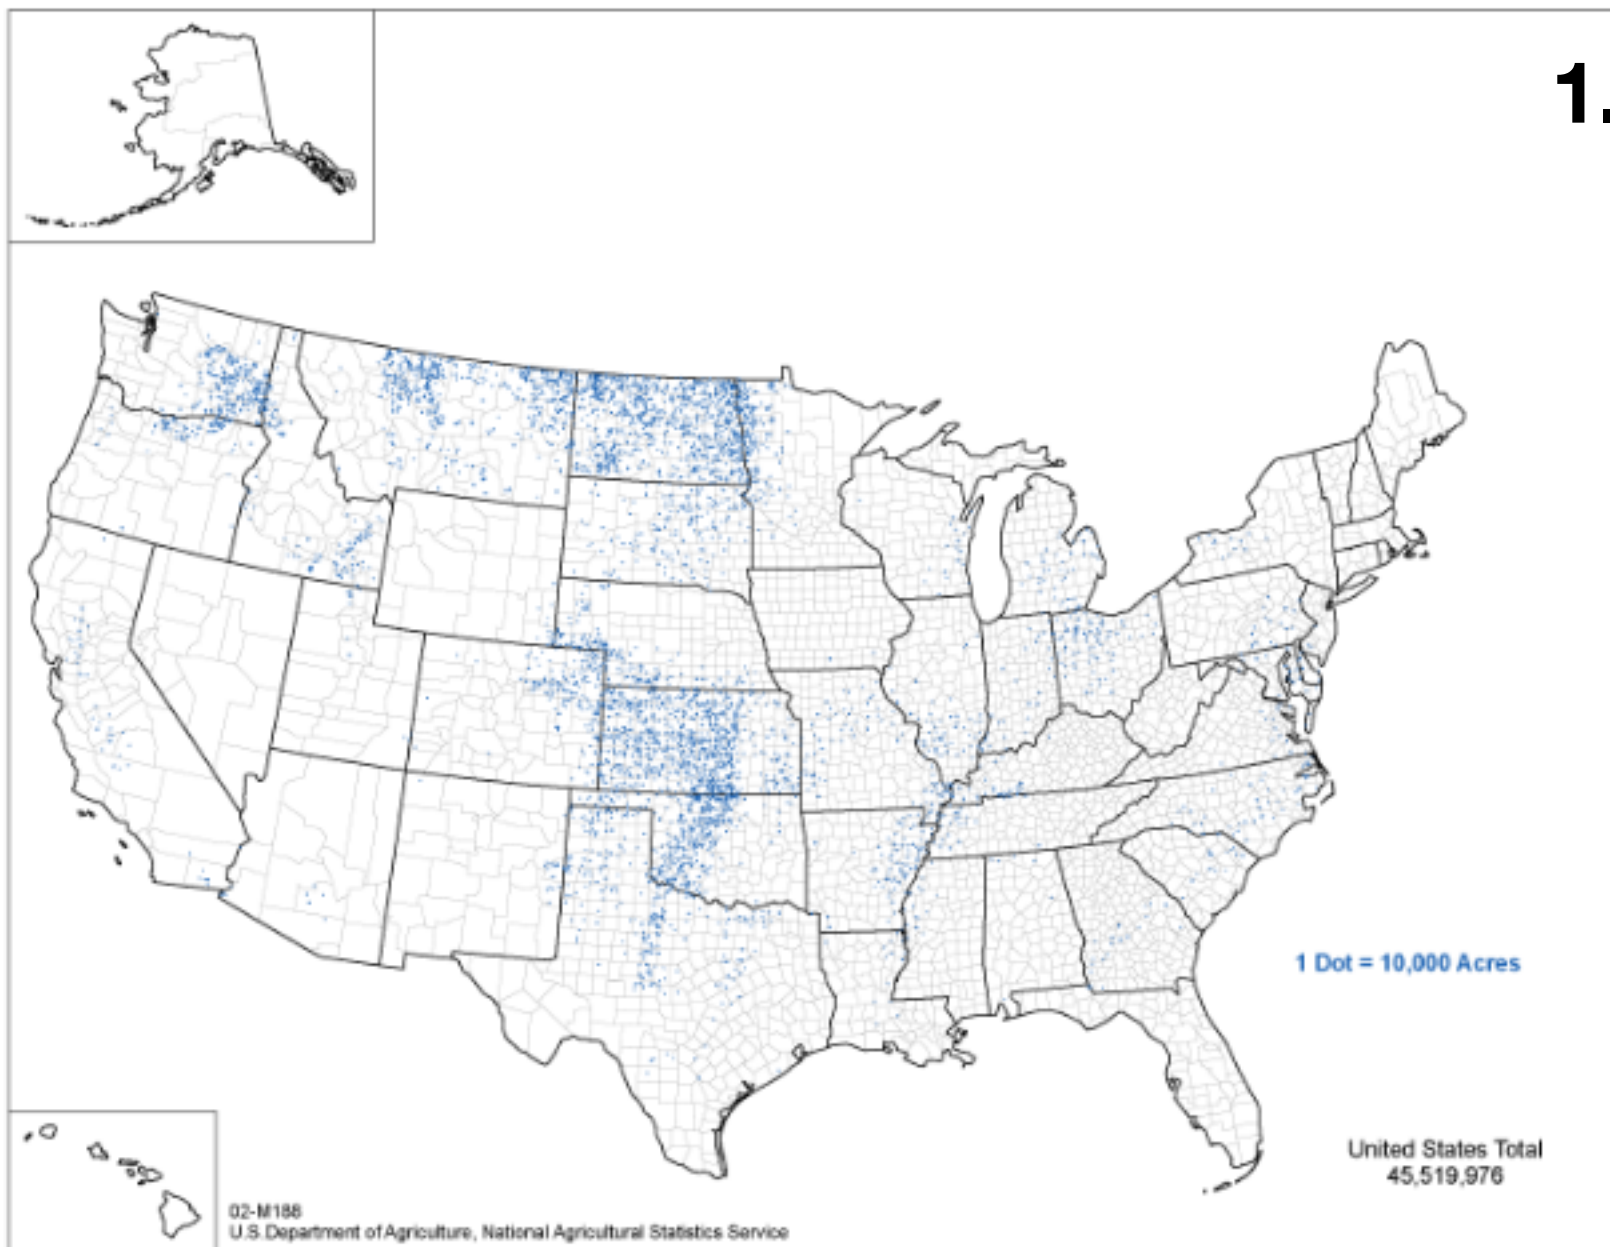 1.
1 Dot = 10,000 Acres
United States Total
45,519,976
02-M188
U.S.Department of Agriculture, National Agricultural Statistics Service